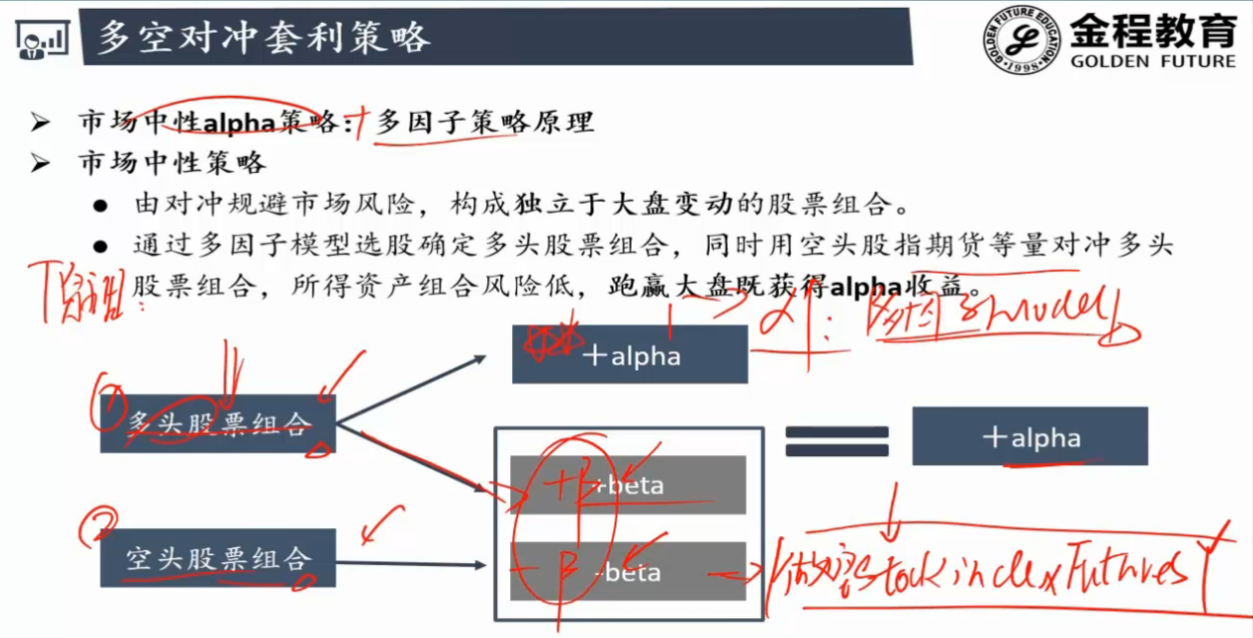 多空对冲套利策略
GOLDEN FUTURE EDUCATION
1998
金程教育
GOLDEN FUTURE
市场中性alpha策略：+多因子策略原理
市场中性策略
由对冲规避市场风险，构成独立于大盘变动的股票组合。
通过多因子模型选股确定多头股票组合，同时用空头股指期货等量对冲多头
股票组合，所得资产组合风险低，跑赢大盘既获得alpha收益。
α:
Model
+alpha
① 多头股票组合
+alpha
+β
+beta
② 空头股票组合
-β
-beta
做空Stock index Futures